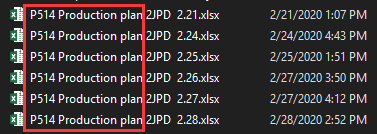 P514 Production plan 2JPD 2.21.xlsx 2/21/2020 1:07 PM
P514 Production plan 2JPD 2.24.xlsx 2/24/2020 4:43 PM
P514 Production plan 2JPD 2.25.xlsx 2/25/2020 1:51 PM
P514 Production plan 2JPD 2.26.xlsx 2/26/2020 3:50 PM
P514 Production plan 2JPD 2.27.xlsx 2/27/2020 4:12 PM
P514 Production plan 2JPD 2.28.xlsx 2/28/2020 2:52 PM